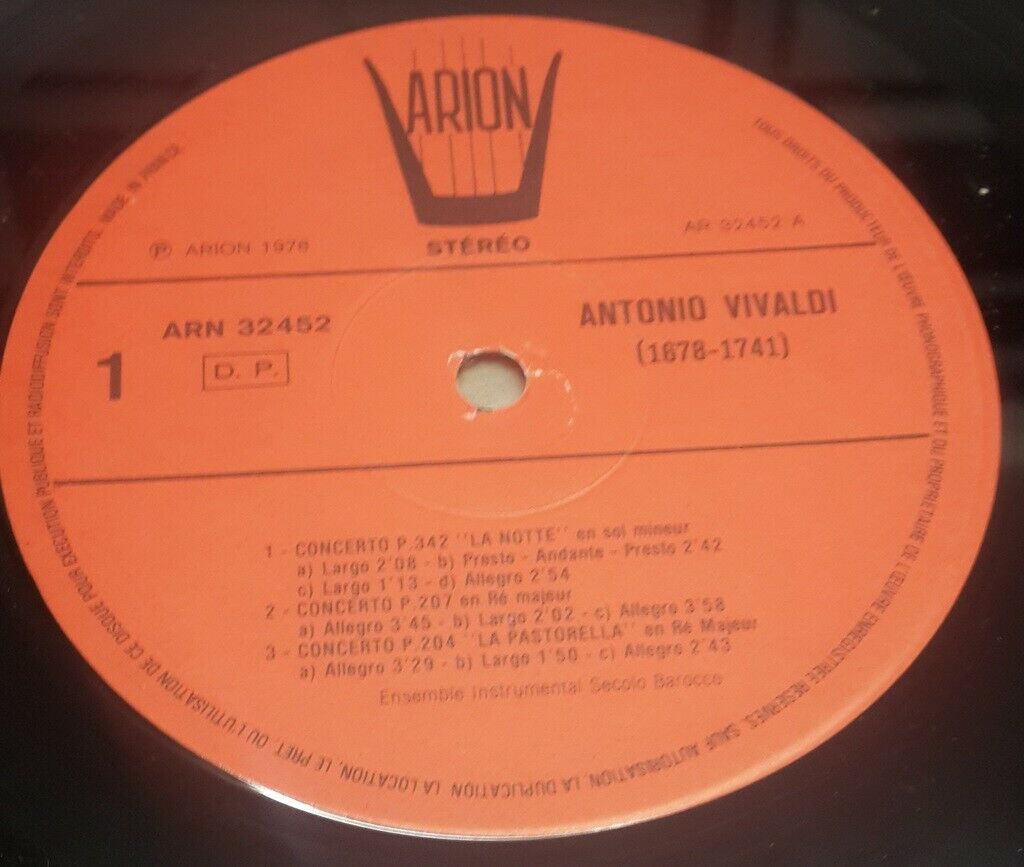 ARION
STÉRÉO
Ⓟ ARION 1978
AR 32452 A
ARN 32452
D. P.
1
ANTONIO VIVALDI
(1678-1741)
1 - CONCERTO P.342 "LA NOTTE" en sol mineur
a) Largo 2'08 - b) Presto - Andante - Presto 2'42
c) Largo 1'13 - d) Allegro 2'54
2 - CONCERTO P.207 en Ré majeur
a) Allegro 3'45 - b) Largo 2'02 - c) Allegro 3'58
3 - CONCERTO P.204 "LA PASTORELLA" en Ré Majeur
a) Allegro 3'29 - b) Largo 1'50 - c) Allegro 2'43
Ensemble Instrumental Secolo Barocco
TOUS DROITS DU PRODUCTEUR DE L'ŒUVRE PHONOGRAPHIQUE ET DU PROPRIETAIRE DE L'ŒUVRE ENREGISTREE RESERVES. SAUF AUTORISATION, LA DUPLICATION, LA LOCATION, LE PRET OU L'UTILISATION DE CE DISQUE POUR EXECUTION PUBLIQUE ET RADIODIFFUSION SONT INTERDITS. MADE IN FRANCE.